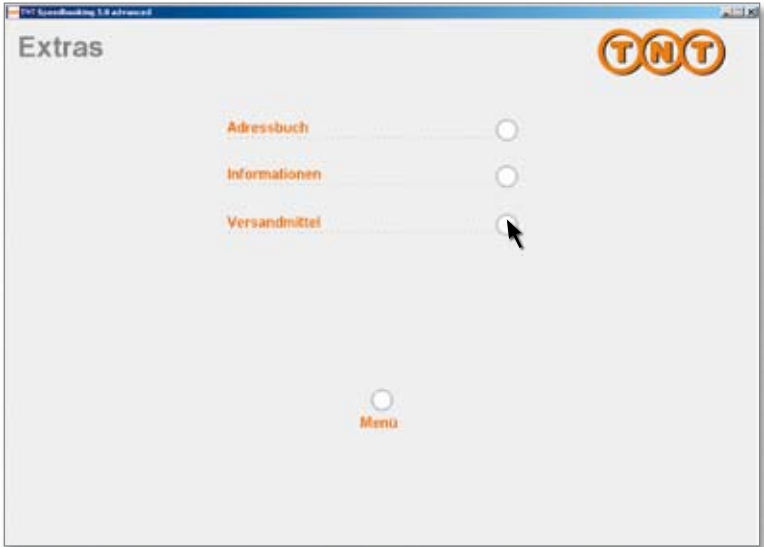 TNT Speedbooking 5.0 advanced
Extras
TNT
Adressbuch
Informationen
Versandmittel
Menü